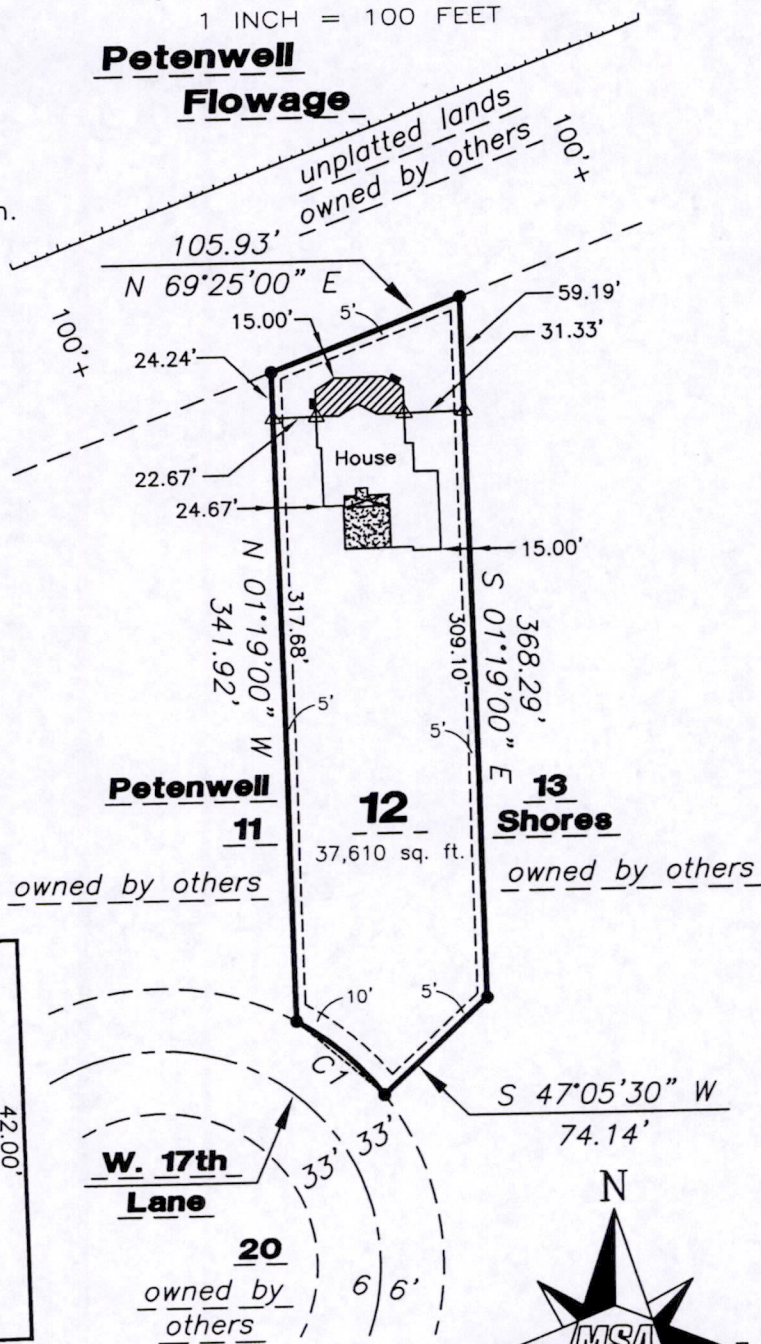 1 INCH = 100 FEET
Petenwell
Flowage
unplatted lands
owned by others
100'±
n.
105.93'
N 69°25'00" E
59.19'
15.00'
5'
31.33'
100'±
24.24'
House
22.67'
24.67'
15.00'
N 01°19'00" W
341.92'
317.68'
309.10'
S 01°19'00" E
368.29'
5'
5'
Petenwell
11
12
13
Shores
37,610 sq. ft.
owned by others
owned by others
10'
5'
C1
S 47°05'30" W
74.14'
42.00'
33'
33'
W. 17th
Lane
N
20
owned by
others
66'
MSA